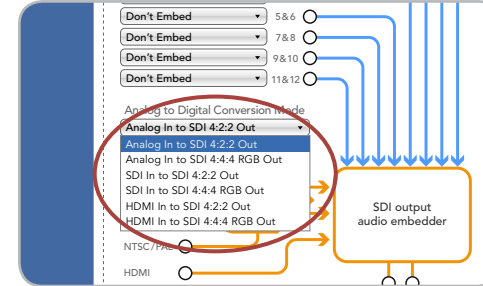 Don't Embed 5&6
Don't Embed 7&8
Don't Embed 9&10
Don't Embed 11&12
Analog to Digital Conversion Mode
Analog In to SDI 4:2:2 Out
Analog In to SDI 4:2:2 Out
Analog In to SDI 4:4:4 RGB Out
SDI In to SDI 4:2:2 Out
SDI In to SDI 4:4:4 RGB Out
HDMI In to SDI 4:2:2 Out
HDMI In to SDI 4:4:4 RGB Out
SDI output
audio embedder
NTSC/PAL
HDMI